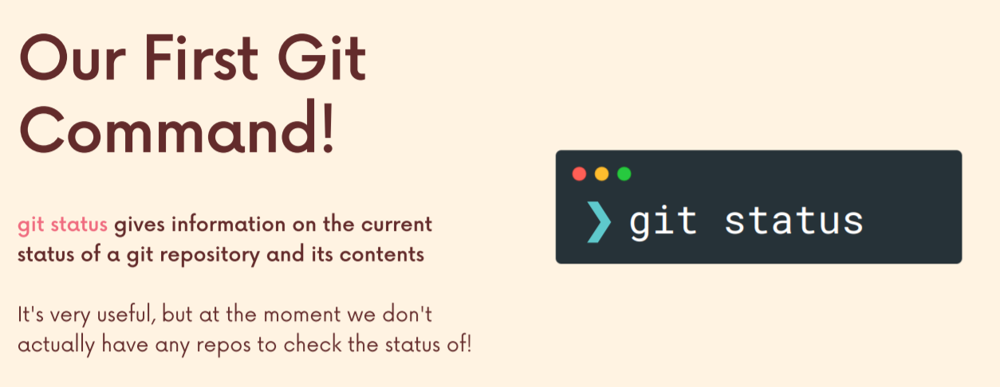 Our First Git
Command!
git status gives information on the current
status of a git repository and its contents
It's very useful, but at the moment we don't
actually have any repos to check the status of!
❯ git status